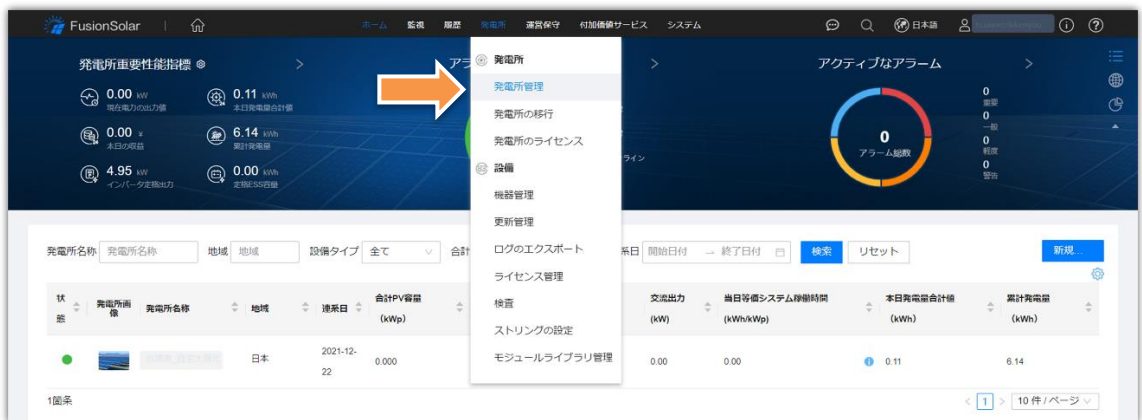 FusionSolar
ホーム 監視 履歴 発電所 運営保守 付加価値サービス システム
日本語
発電所重要性能指標
0.00 kW
現在電力の出力値
0.11 kWh
本日発電量合計値
0.00 ¥
本日の収益
6.14 kWh
累計発電量
4.95 kW
インバータ定格出力
0.00 kWh
定格ESS容量
発電所
発電所管理
発電所の移行
発電所のライセンス
設備
機器管理
更新管理
ログのエクスポート
ライセンス管理
検査
ストリングの設定
モジュールライブラリ管理
ライン
アクティブなアラーム
0
アラーム総数
0
重要
0
一般
0
軽度
0
警告
発電所名称 発電所名称 地域 地域 設備タイプ 全て 合計
系日 開始日付 → 終了日付 検索 リセット 新規...
状態
発電所画像
発電所名称
地域
連系日
合計PV容量
(kWp)
交流出力
(kW)
当日等価システム稼働時間
(kWh/kWp)
本日発電量合計値
(kWh)
累計発電量
(kWh)
日本
2021-12-
22
0.000
0.00
0.00
0.11
6.14
1箇条
< 1 > 10 件 / ページ